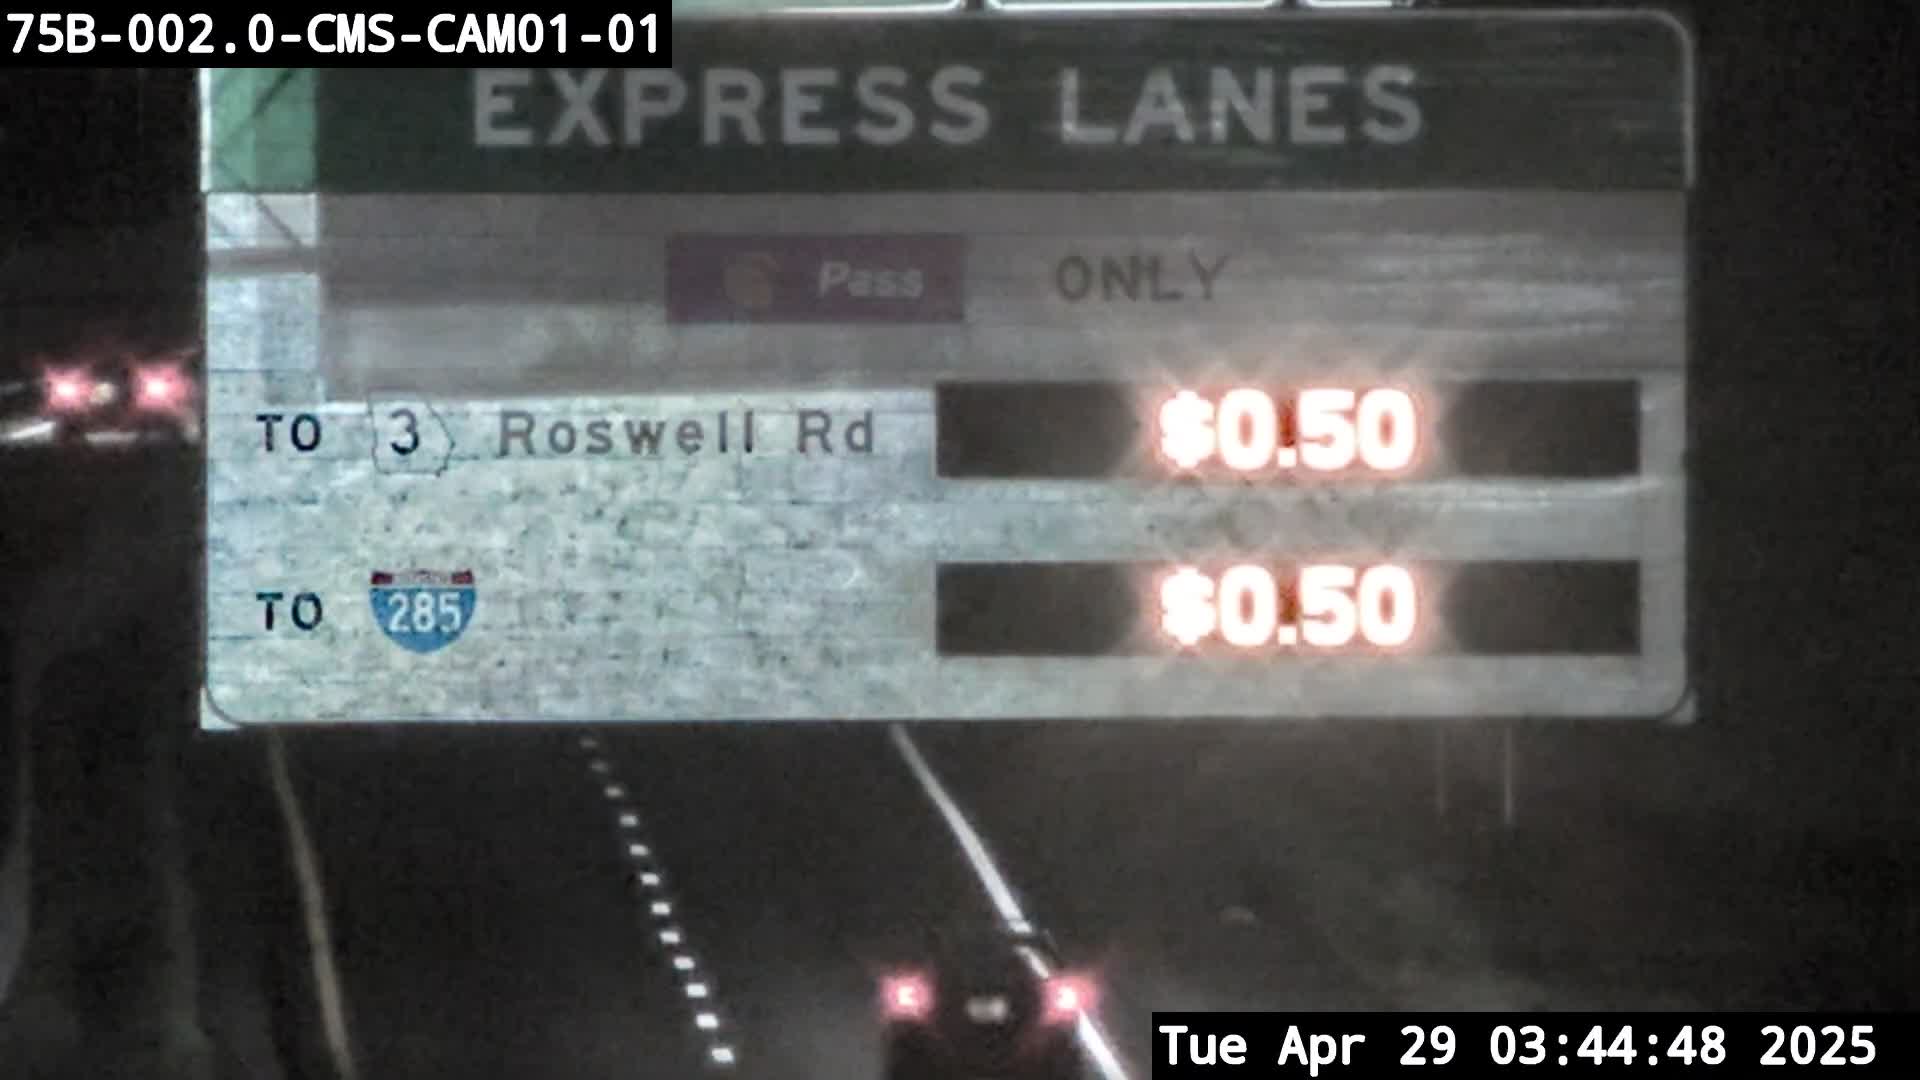 75B-002.0-CMS-CAM01-01
EXPRESS LANES
Pass ONLY
TO 3 Roswell Rd $0.50
TO 285 $0.50
Tue Apr 29 03:44:48 2025